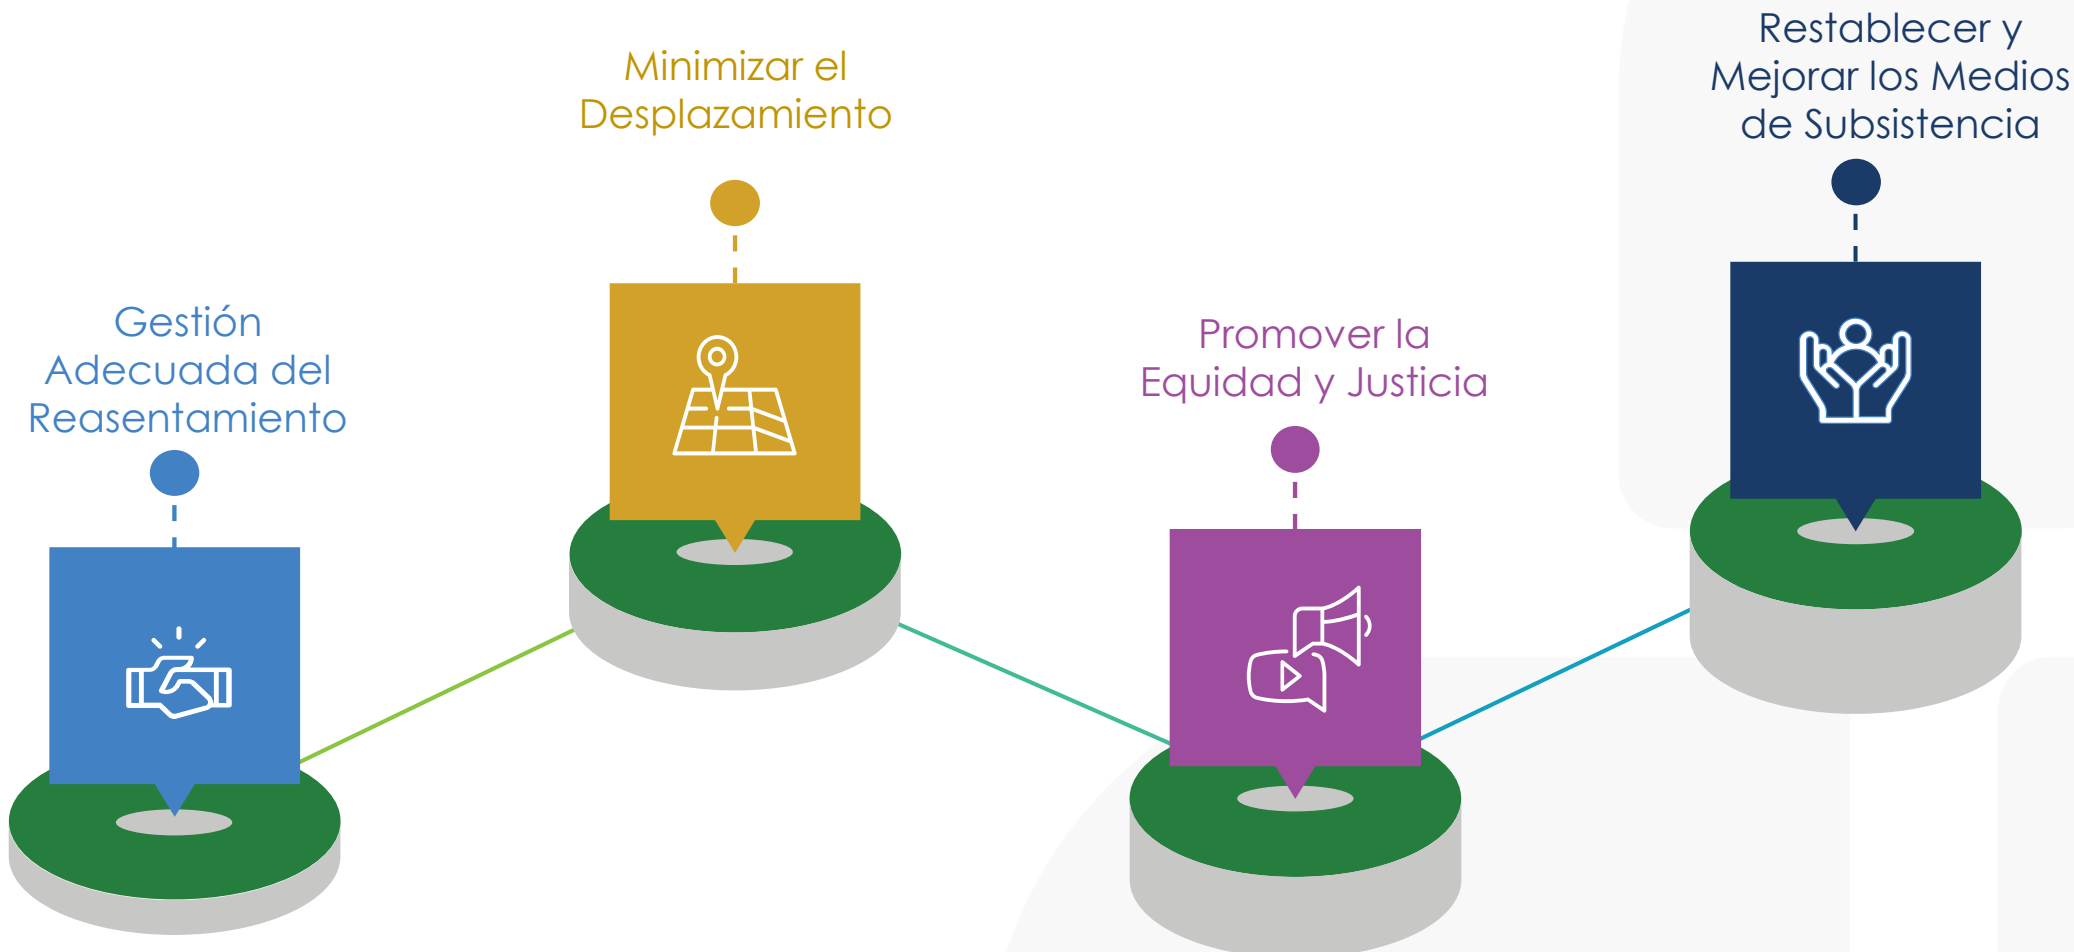 Gestión
Adecuada del
Reasentamiento
Minimizar el
Desplazamiento
Promover la
Equidad y Justicia
Restablecer y
Mejorar los Medios
de Subsistencia